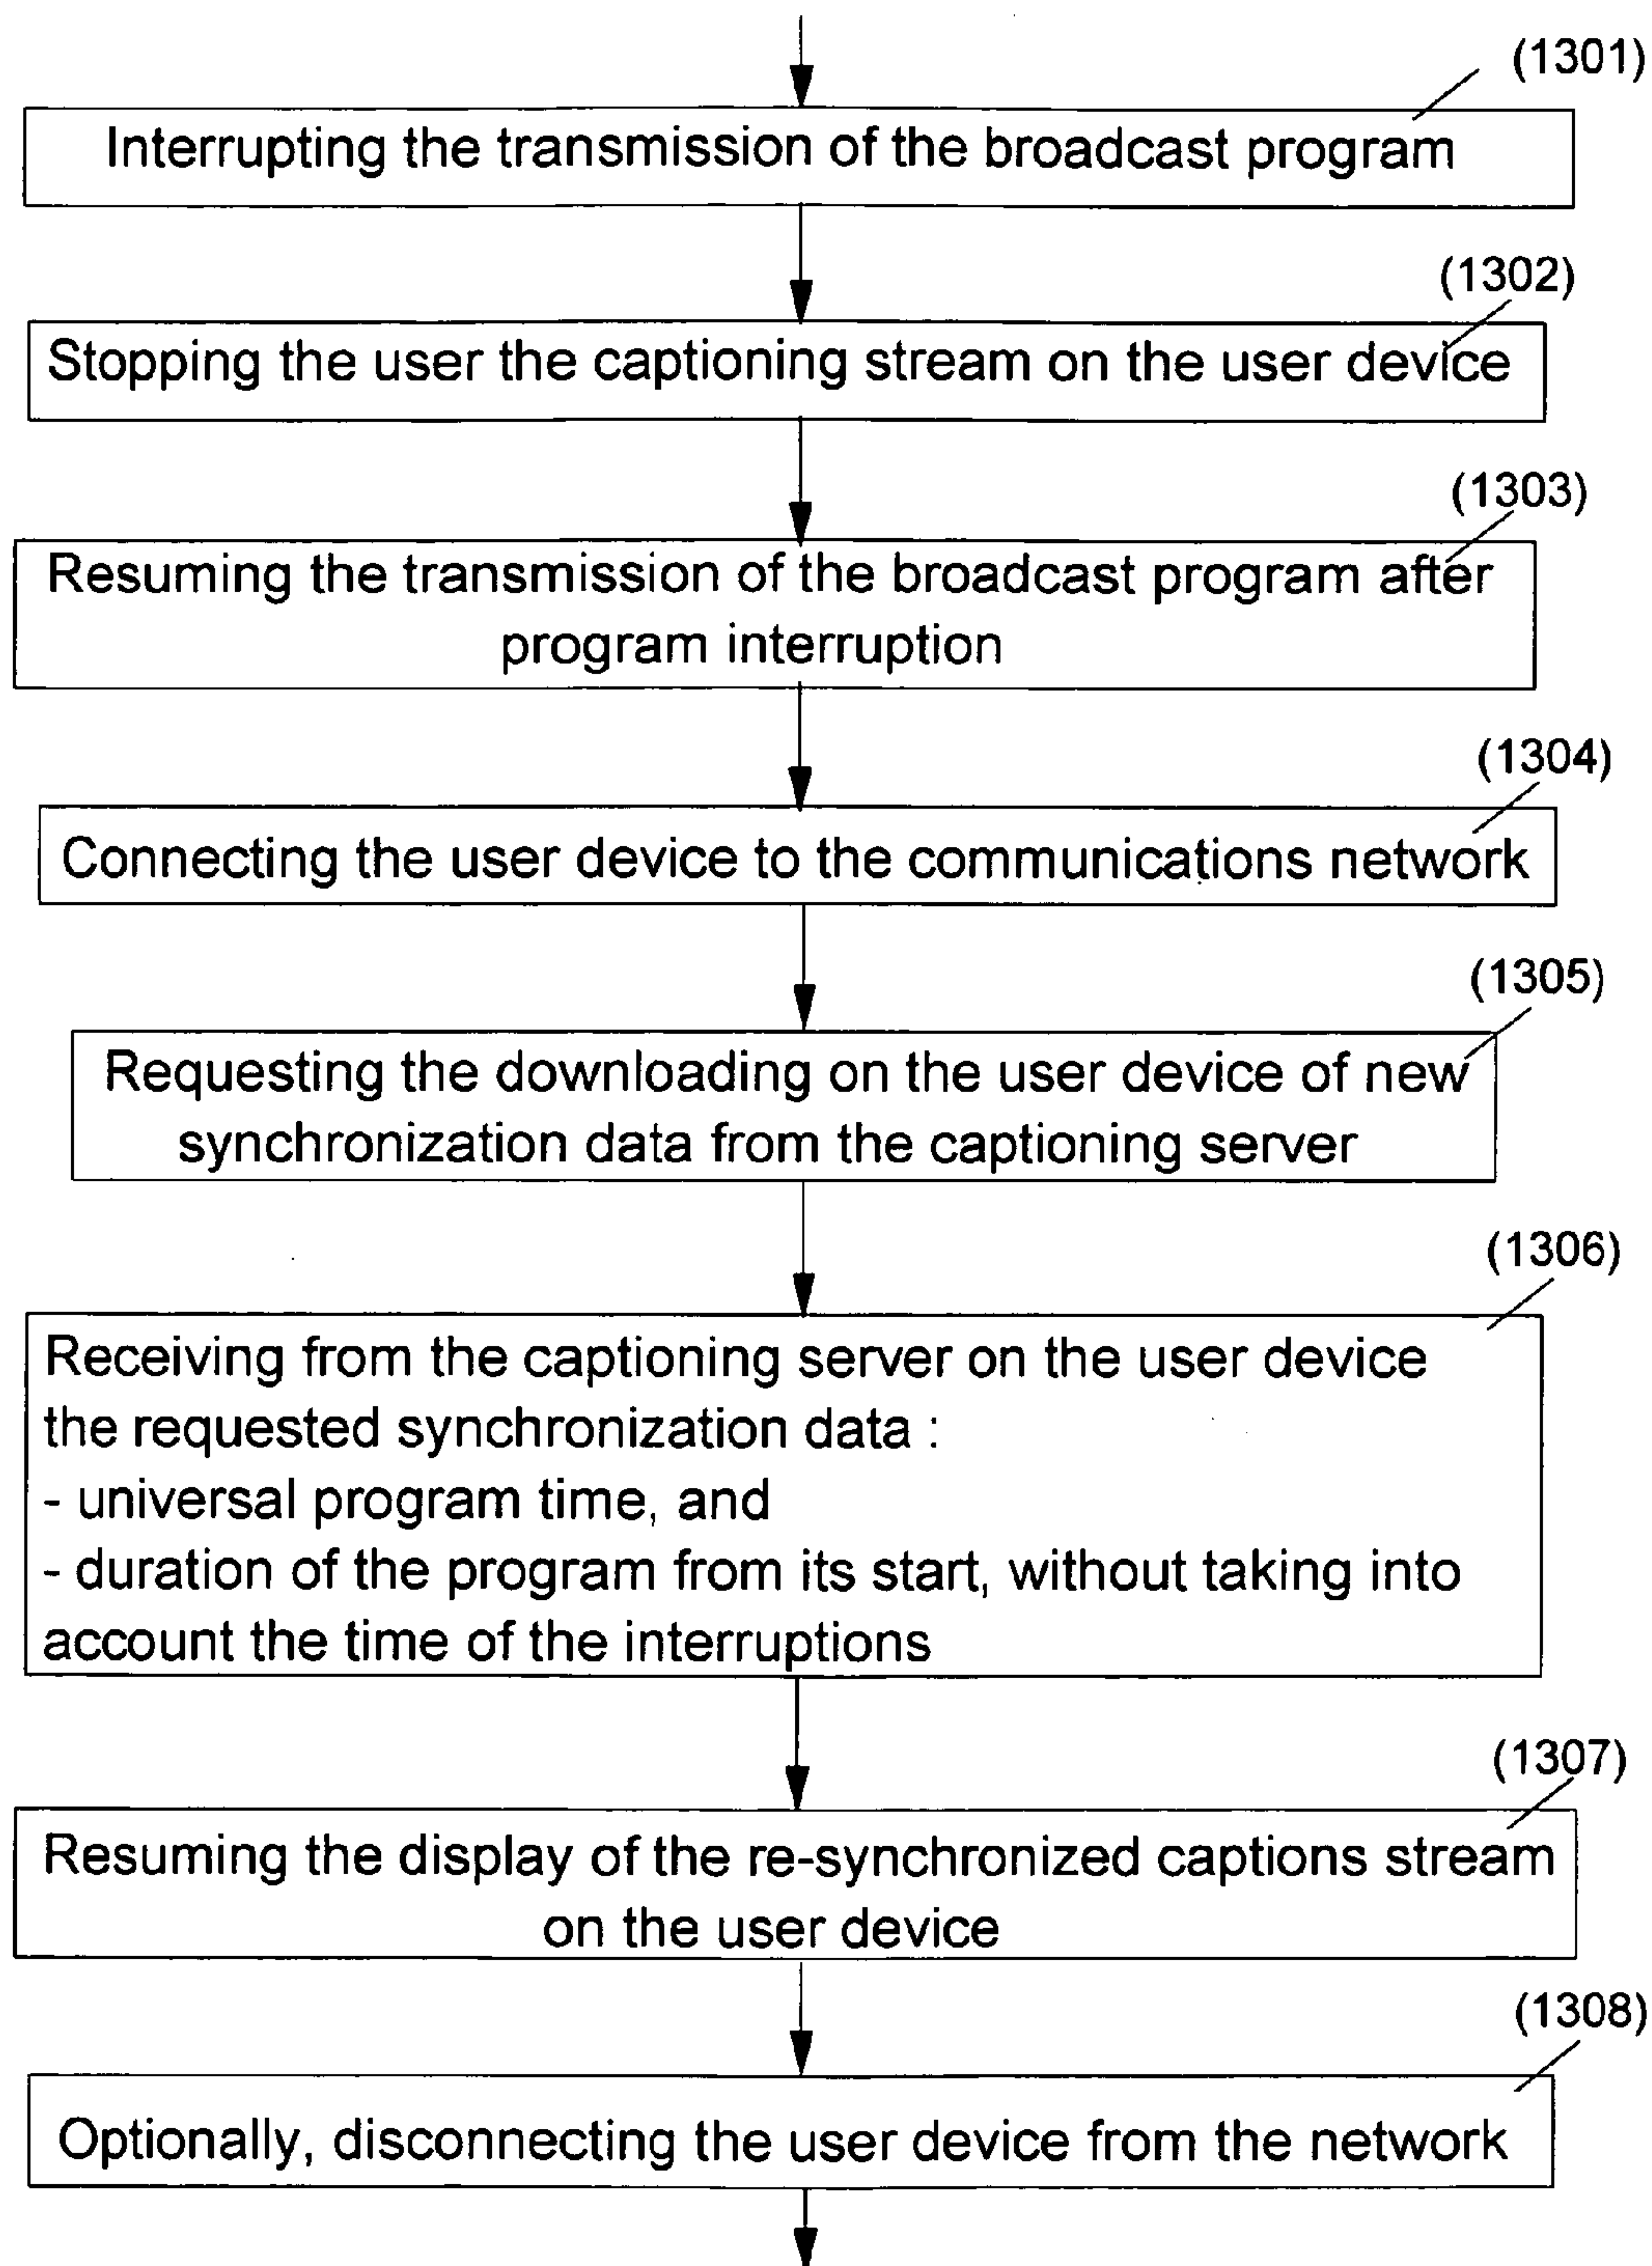 (1301)
Interrupting the transmission of the broadcast program
(1302)
Stopping the user the captioning stream on the user device
(1303)
Resuming the transmission of the broadcast program after
program interruption
(1304)
Connecting the user device to the communications network
(1305)
Requesting the downloading on the user device of new
synchronization data from the captioning server
(1306)
Receiving from the captioning server on the user device
the requested synchronization data :
- universal program time, and
- duration of the program from its start, without taking into
account the time of the interruptions
(1307)
Resuming the display of the re-synchronized captions stream
on the user device
(1308)
Optionally, disconnecting the user device from the network